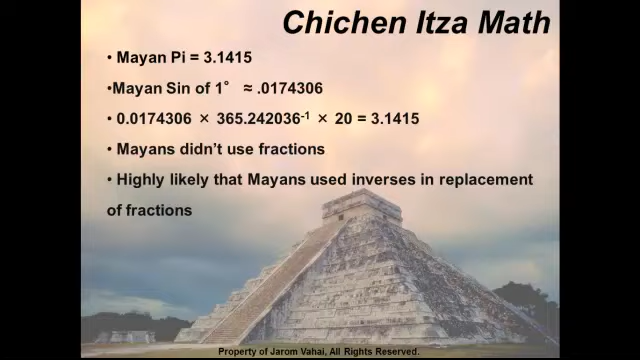 Chichen Itza Math
• Mayan Pi = 3.1415
•Mayan Sin of 1° ≈ .0174306
• 0.0174306 × 365.242036⁻¹ × 20 = 3.1415
• Mayans didn't use fractions
• Highly likely that Mayans used inverses in replacement
of fractions
Property of Jarom Vahai, All Rights Reserved.